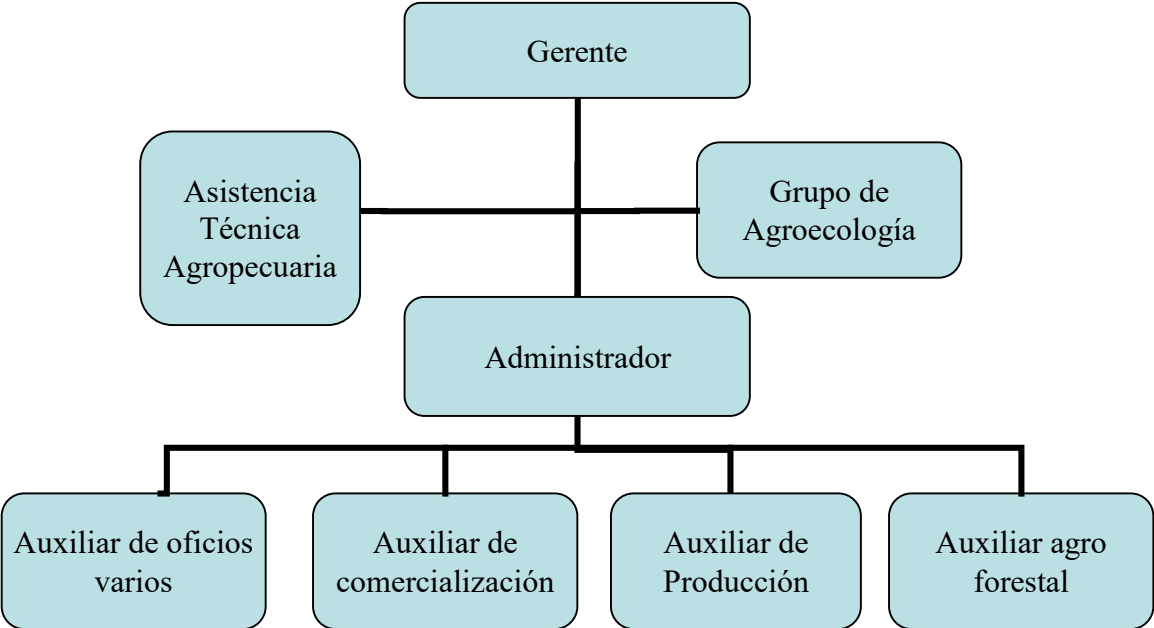 Gerente
Asistencia
Técnica
Agropecuaria
Grupo de
Agroecología
Administrador
Auxiliar de oficios
varios
Auxiliar de
comercialización
Auxiliar de
Producción
Auxiliar agro
forestal